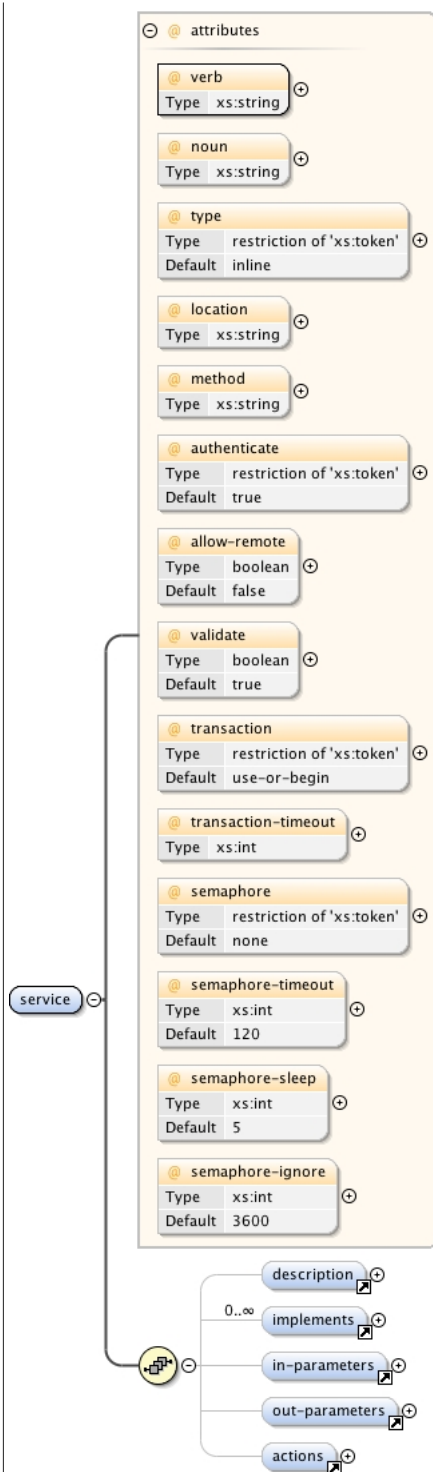 @ attributes
@ verb
Type xs:string
@ noun
Type xs:string
@ type
Type restriction of 'xs:token'
Default inline
@ location
Type xs:string
@ method
Type xs:string
@ authenticate
Type restriction of 'xs:token'
Default true
@ allow-remote
Type boolean
Default false
@ validate
Type boolean
Default true
@ transaction
Type restriction of 'xs:token'
Default use-or-begin
@ transaction-timeout
Type xs:int
@ semaphore
Type restriction of 'xs:token'
Default none
service
@ semaphore-timeout
Type xs:int
Default 120
@ semaphore-sleep
Type xs:int
Default 5
@ semaphore-ignore
Type xs:int
Default 3600
description
0..∞
implements
in-parameters
out-parameters
actions